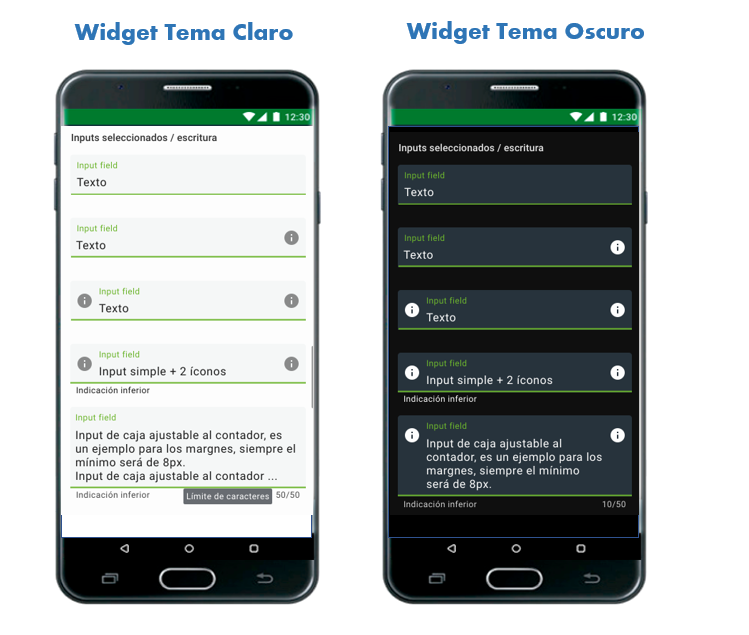 Widget Tema Claro
12:30
Inputs seleccionados / escritura
Input field
Texto
Input field
Texto
Input field
Texto
Input field
Input simple + 2 íconos
Indicación inferior
Input field
Input de caja ajustable al contador, es
un ejemplo para los margnes, siempre el
mínimo será de 8px.
Input de caja ajustable al contador ...
Indicación inferior Límite de caracteres 50/50
Widget Tema Oscuro
12:30
Inputs seleccionados / escritura
Input field
Texto
Input field
Texto
Input field
Texto
Input field
Input simple + 2 íconos
Indicación inferior
Input field
Input de caja ajustable al
contador, es un ejemplo para los
margnes, siempre el mínimo
será de 8px.
Indicación inferior 10/50